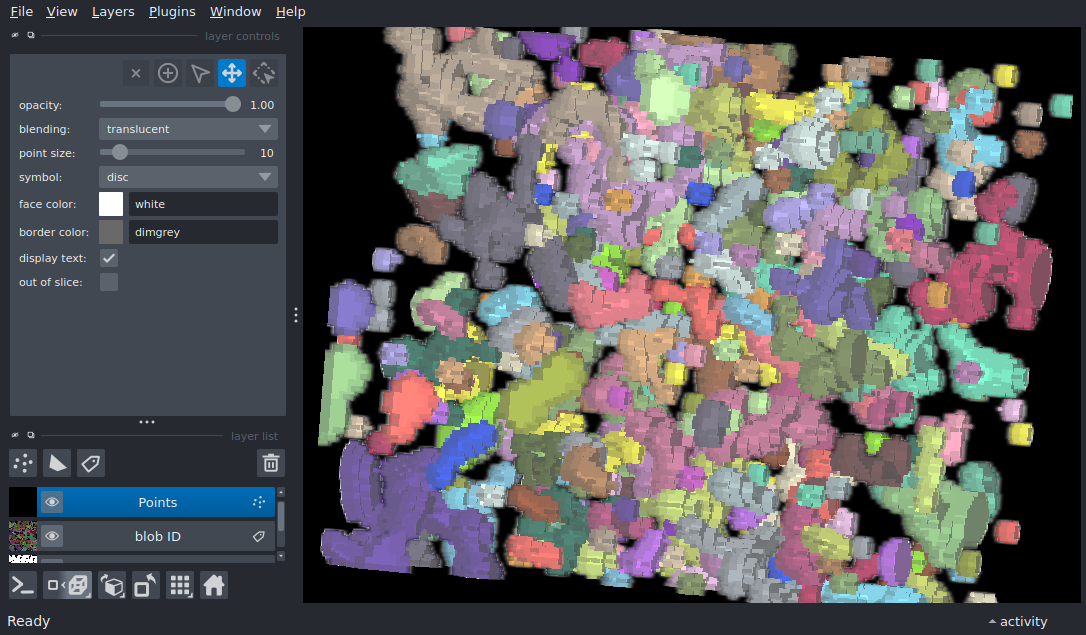 File View Layers Plugins Window Help
layer controls
opacity: 1.00
blending: translucent
point size: 10
symbol: disc
face color: white
border color: dimgrey
display text:
out of slice:
layer list
Points
blob ID
Ready activity